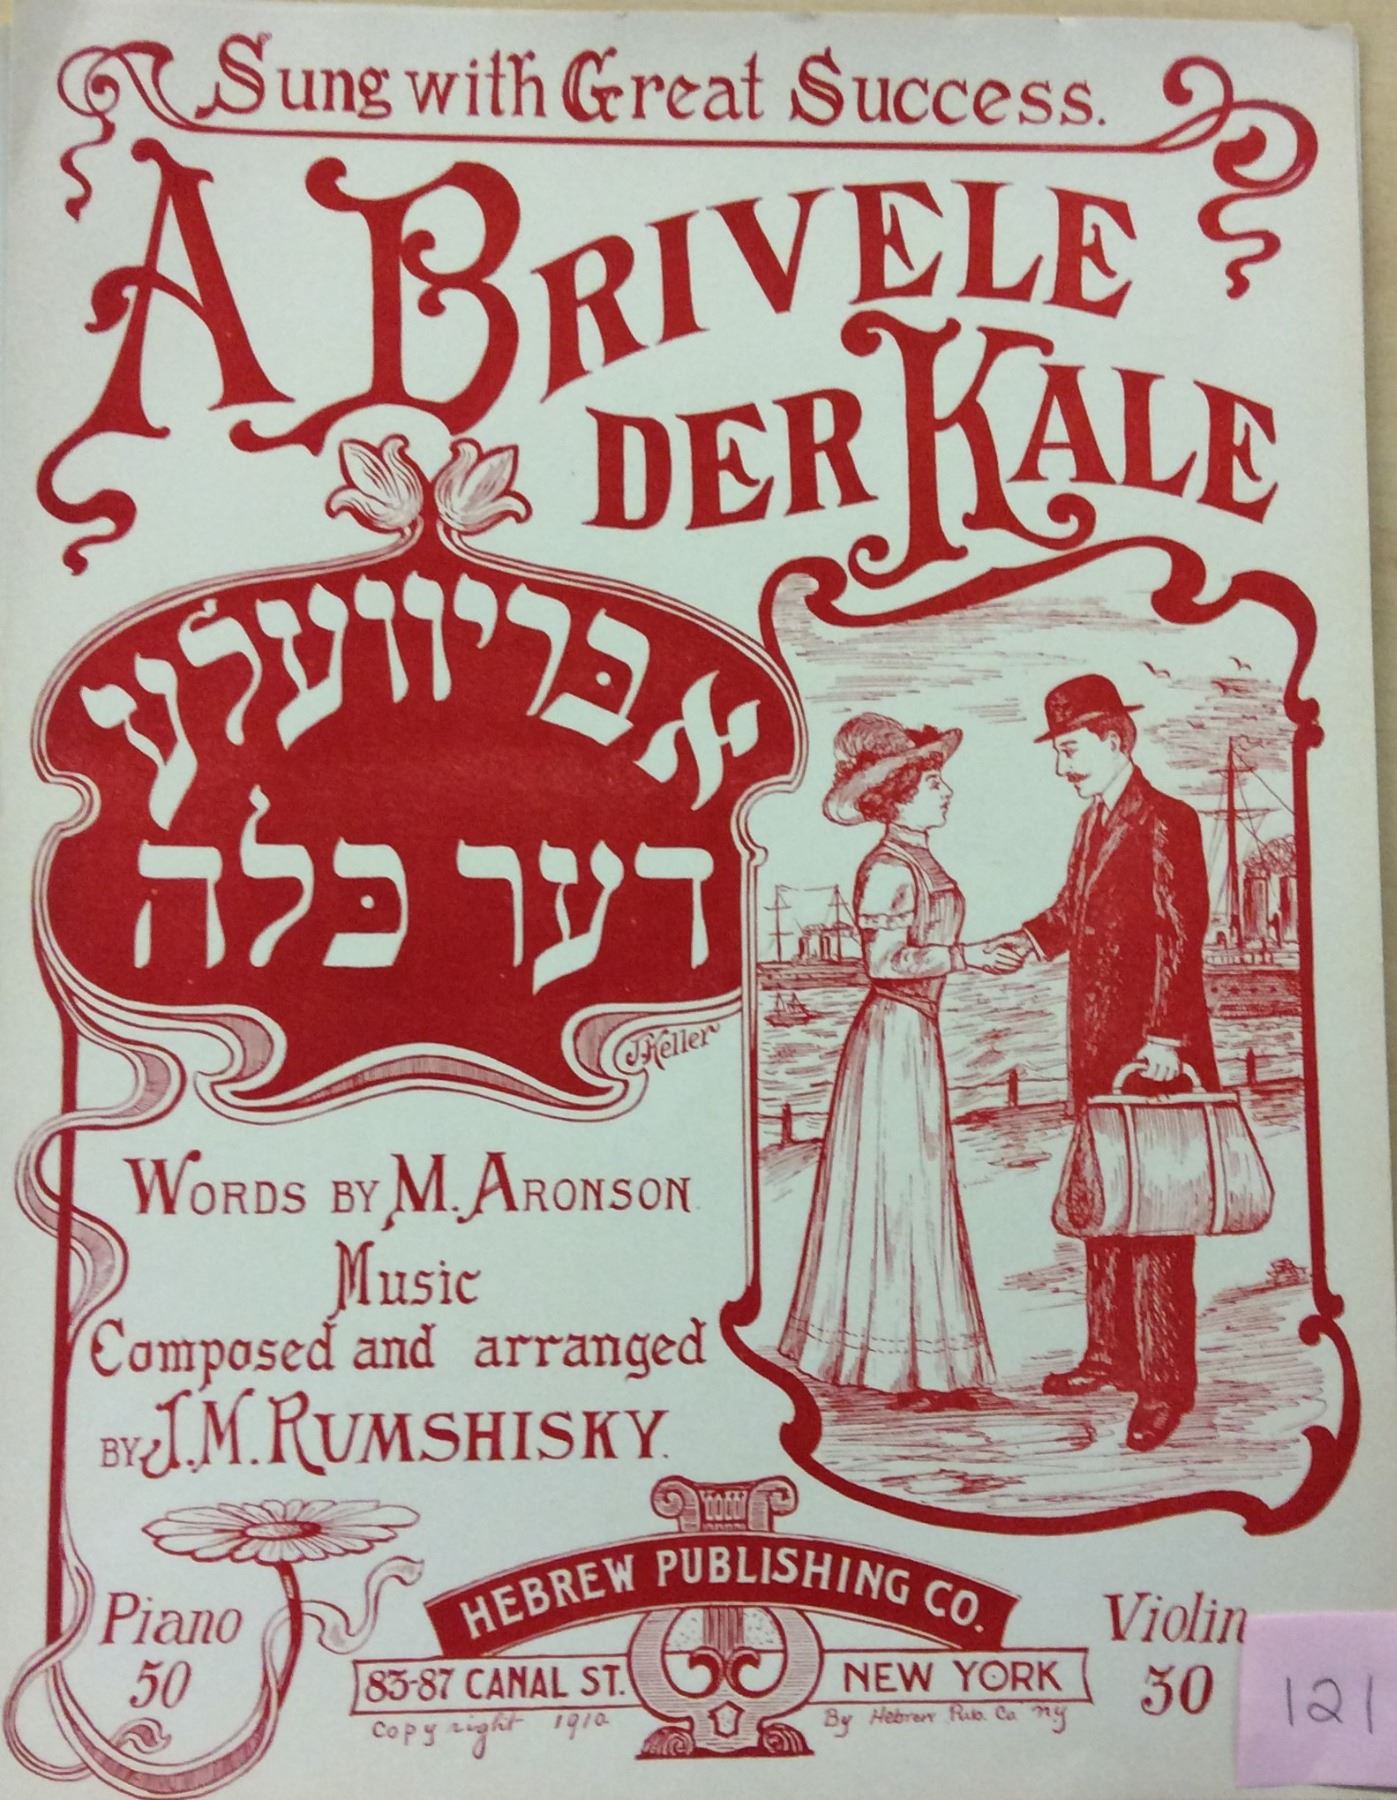 Sung with Great Success.
A BRIVELE
DER KALE
א בריוועלע
דער כּלה
J. Keller
WORDS BY M. ARONSON
Music
Composed and arranged
BY J. M. RUMSHISKY.
HEBREW PUBLISHING CO.
83-87 CANAL ST. NEW YORK
Copyright 1910 By Hebrew Pub. Co NY
Piano
50
Violin
30
121